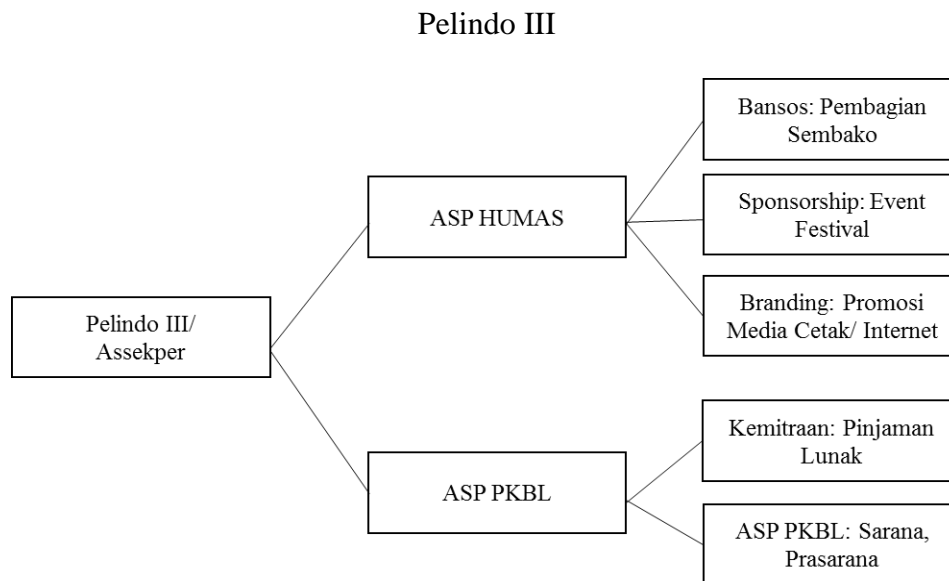 Pelindo III
Bansos: Pembagian
Sembako
ASP HUMAS
Sponsorship: Event
Festival
Branding: Promosi
Media Cetak/ Internet
Pelindo III/
Assekper
Kemitraan: Pinjaman
Lunak
ASP PKBL
ASP PKBL: Sarana,
Prasarana